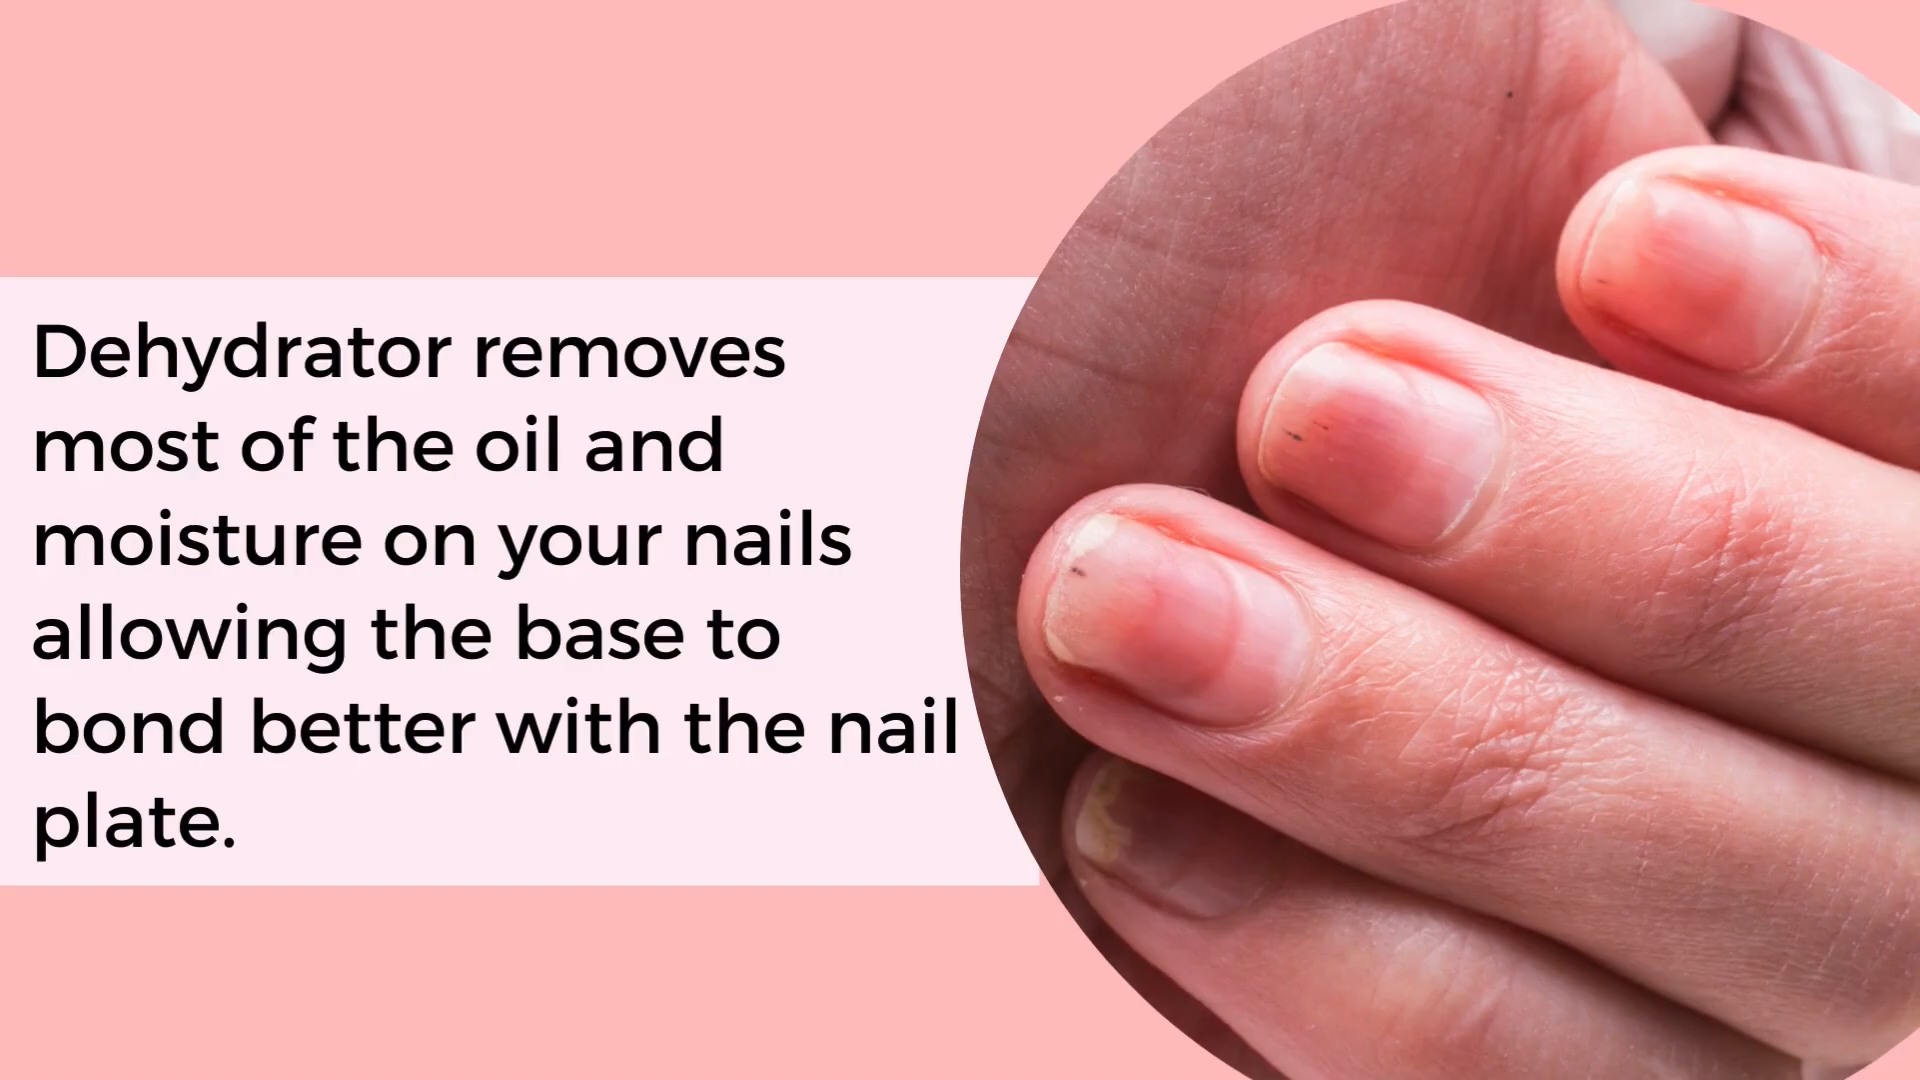 Dehydrator removes
most of the oil and
moisture on your nails
allowing the base to
bond better with the nail
plate.